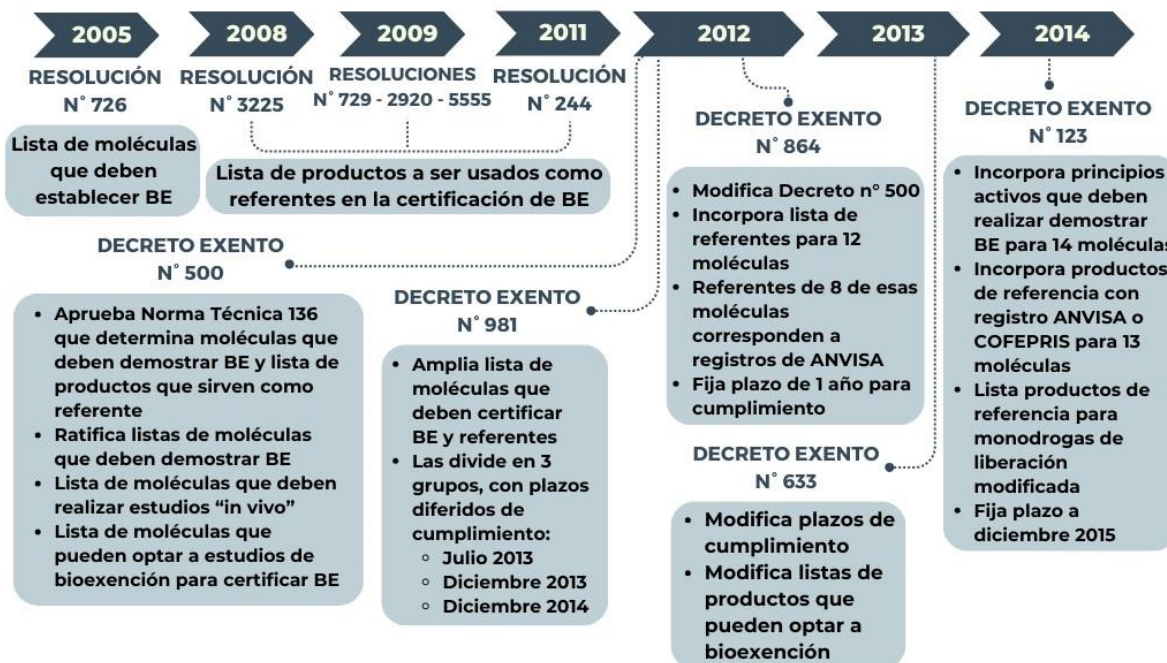 2005
2008
2009
2011
2012
2013
2014
RESOLUCIÓN
N° 726
Lista de moléculas
que deben
establecer BE
RESOLUCIÓN
N° 3225
RESOLUCIONES
N° 729 - 2920 - 5555
RESOLUCIÓN
N° 244
Lista de productos a ser usados como
referentes en la certificación de BE
DECRETO EXENTO
N° 500
• Aprueba Norma Técnica 136
que determina moléculas que
deben demostrar BE y lista de
productos que sirven como
referente
• Ratifica listas de moléculas
que deben demostrar BE
• Lista de moléculas que deben
realizar estudios “in vivo”
• Lista de moléculas que
pueden optar a estudios de
bioexención para certificar BE
DECRETO EXENTO
N° 981
• Amplia lista de
moléculas que
deben certificar
BE y referentes
• Las divide en 3
grupos, con plazos
diferidos de
cumplimiento:
◦ Julio 2013
◦ Diciembre 2013
◦ Diciembre 2014
DECRETO EXENTO
N° 864
• Modifica Decreto n° 500
• Incorpora lista de
referentes para 12
moléculas
• Referentes de 8 de esas
moléculas
corresponden a
registros de ANVISA
• Fija plazo de 1 año para
cumplimiento
DECRETO EXENTO
N° 633
• Modifica plazos de
cumplimiento
• Modifica listas de
productos que
pueden optar a
bioexención
DECRETO EXENTO
N° 123
• Incorpora principios
activos que deben
realizar demostrar
BE para 14 moléculas
• Incorpora productos
de referencia con
registro ANVISA o
COFEPRIS para 13
moléculas
• Lista productos de
referencia para
monodrogas de
liberación
modificada
• Fija plazo a
diciembre 2015